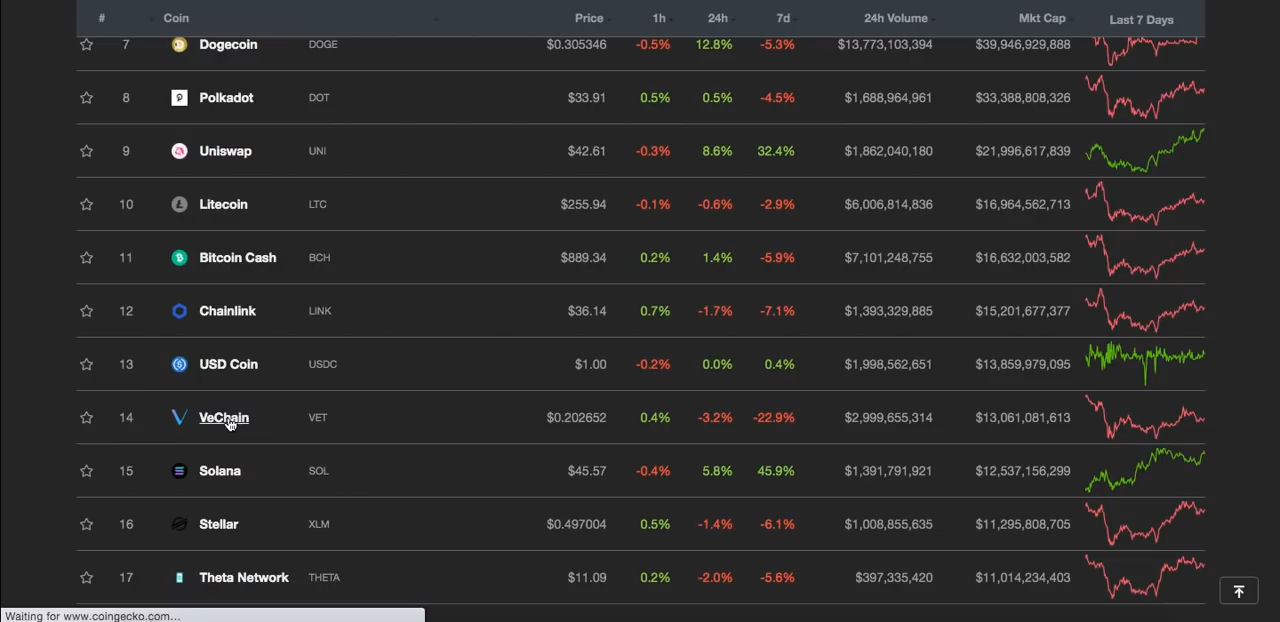 # Coin Price 1h 24h 7d 24h Volume Mkt Cap Last 7 Days
7 Dogecoin DOGE $0.305346 -0.5% 12.8% -5.3% $13,773,103,394 $39,946,929,888
8 Polkadot DOT $33.91 0.5% 0.5% -4.5% $1,688,964,961 $33,388,808,326
9 Uniswap UNI $42.61 -0.3% 8.6% 32.4% $1,862,040,180 $21,996,617,839
10 Litecoin LTC $255.94 -0.1% -0.6% -2.9% $6,006,814,836 $16,964,562,713
11 Bitcoin Cash BCH $889.34 0.2% 1.4% -5.9% $7,101,248,755 $16,632,003,582
12 Chainlink LINK $36.14 0.7% -1.7% -7.1% $1,393,329,885 $15,201,677,377
13 USD Coin USDC $1.00 -0.2% 0.0% 0.4% $1,998,562,651 $13,859,979,095
14 VeChain VET $0.202652 0.4% -3.2% -22.9% $2,999,655,314 $13,061,081,613
15 Solana SOL $45.57 -0.4% 5.8% 45.9% $1,391,791,921 $12,537,156,299
16 Stellar XLM $0.497004 0.5% -1.4% -6.1% $1,008,855,635 $11,295,808,705
17 Theta Network THETA $11.09 0.2% -2.0% -5.6% $397,335,420 $11,014,234,403
Waiting for www.coingecko.com...